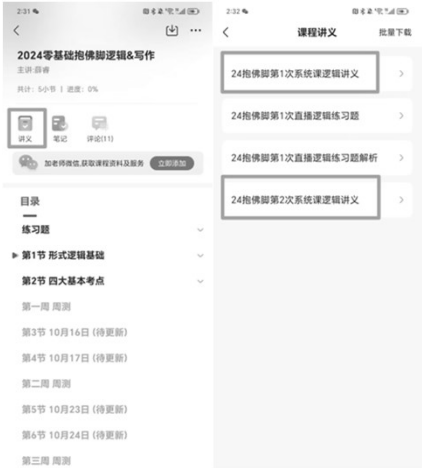 2:31
2024零基础抱佛脚逻辑&写作
主讲:薛睿
共计:5小节 | 进度:0%
讲义
笔记
评论(11)
加老师微信,获取课程资料及服务
立即添加
目录
练习题
第1节 形式逻辑基础
第2节 四大基本考点
第一周 周测
第3节 10月16日 (待更新)
第4节 10月17日 (待更新)
第二周 周测
第5节 10月23日 (待更新)
第6节 10月24日 (待更新)
第三周 周测
2:32
课程讲义
批量下载
24抱佛脚第1次系统课逻辑讲义
24抱佛脚第1次直播逻辑练习题
24抱佛脚第1次直播逻辑练习题解析
24抱佛脚第2次系统课逻辑讲义